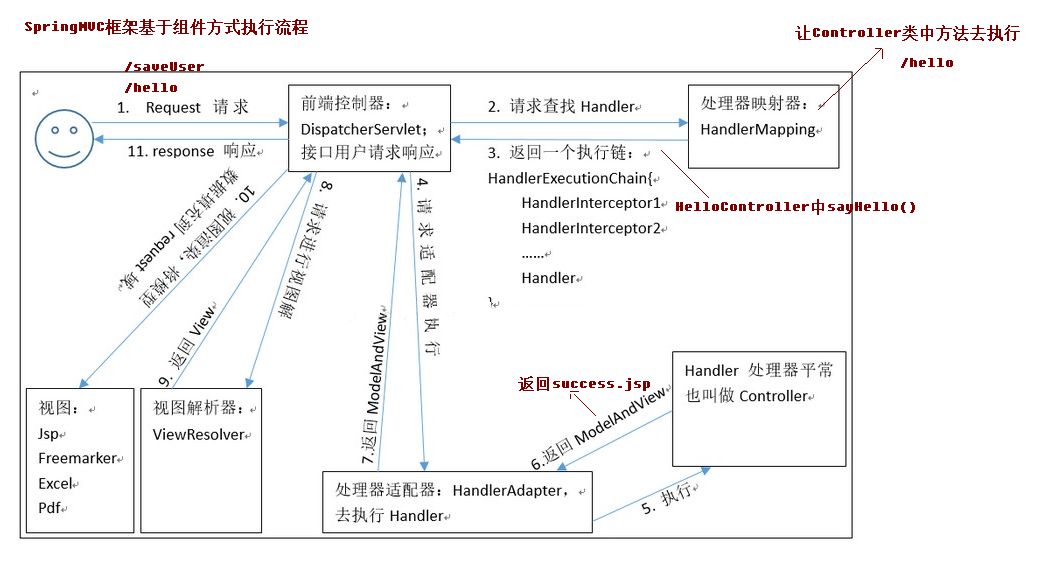 SpringMVC框架基于组件方式执行流程
让Controller类中方法去执行
/hello
/saveUser
/hello
1. Request 请求
11. response 响应
前端控制器：
DispatcherServlet；
接口用户请求响应
2. 请求查找 Handler
3. 返回一个执行链：
HandlerExecutionChain{
HandlerInterceptor1
HandlerInterceptor2
……
Handler
}
处理器映射器：
HandlerMapping
HelloController中sayHello()
10. 视图渲染，将模型
数据填充到 request 域
9. 返回 View
8. 请求进行视图解
7.返回 ModelAndView
4. 请求适配器执行
返回success.jsp
6.返回 ModelAndView
5. 执行
Handler 处理器平常
也叫做 Controller
视图：
Jsp
Freemarker
Excel
Pdf
视图解析器：
ViewResolver
处理器适配器：HandlerAdapter，
去执行 Handler